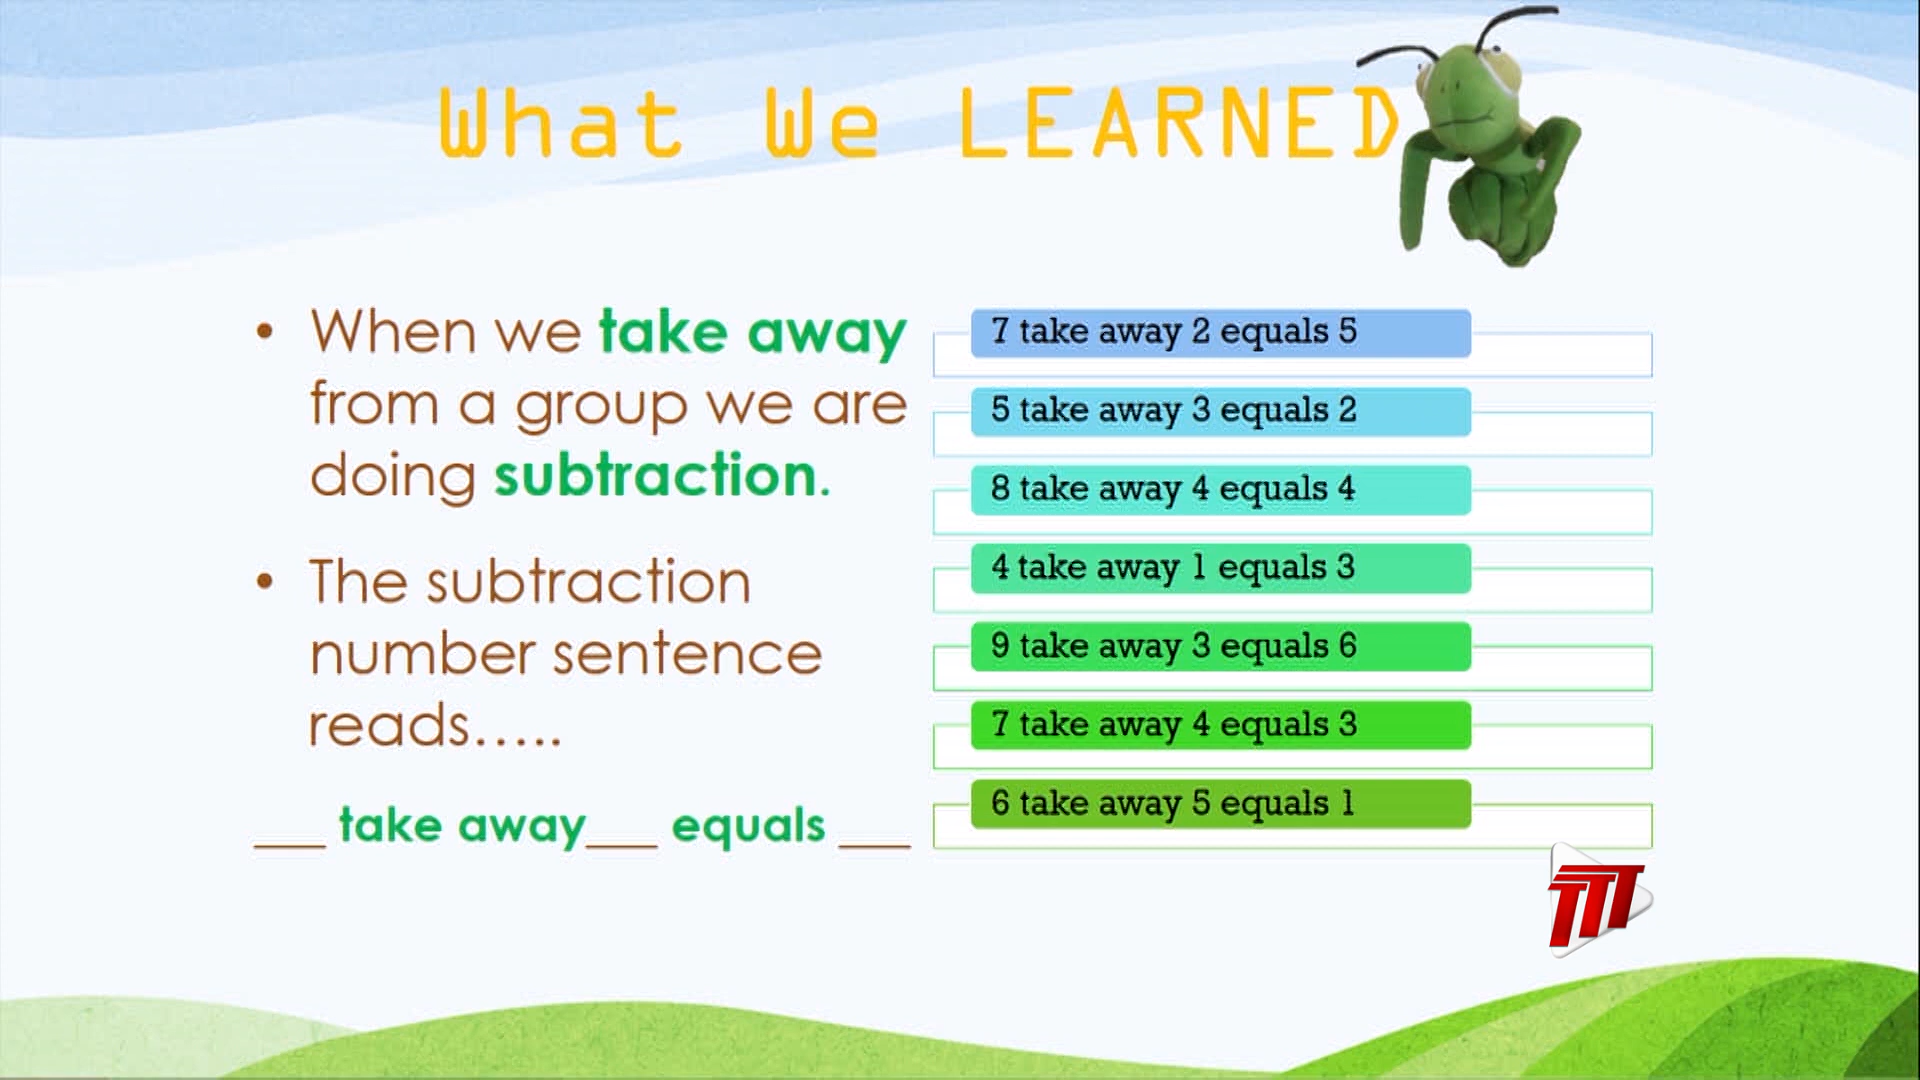 What We LEARNED
• When we take away
from a group we are
doing subtraction.
• The subtraction
number sentence
reads.....
___ take away___ equals ___
7 take away 2 equals 5
5 take away 3 equals 2
8 take away 4 equals 4
4 take away 1 equals 3
9 take away 3 equals 6
7 take away 4 equals 3
6 take away 5 equals 1
TTT